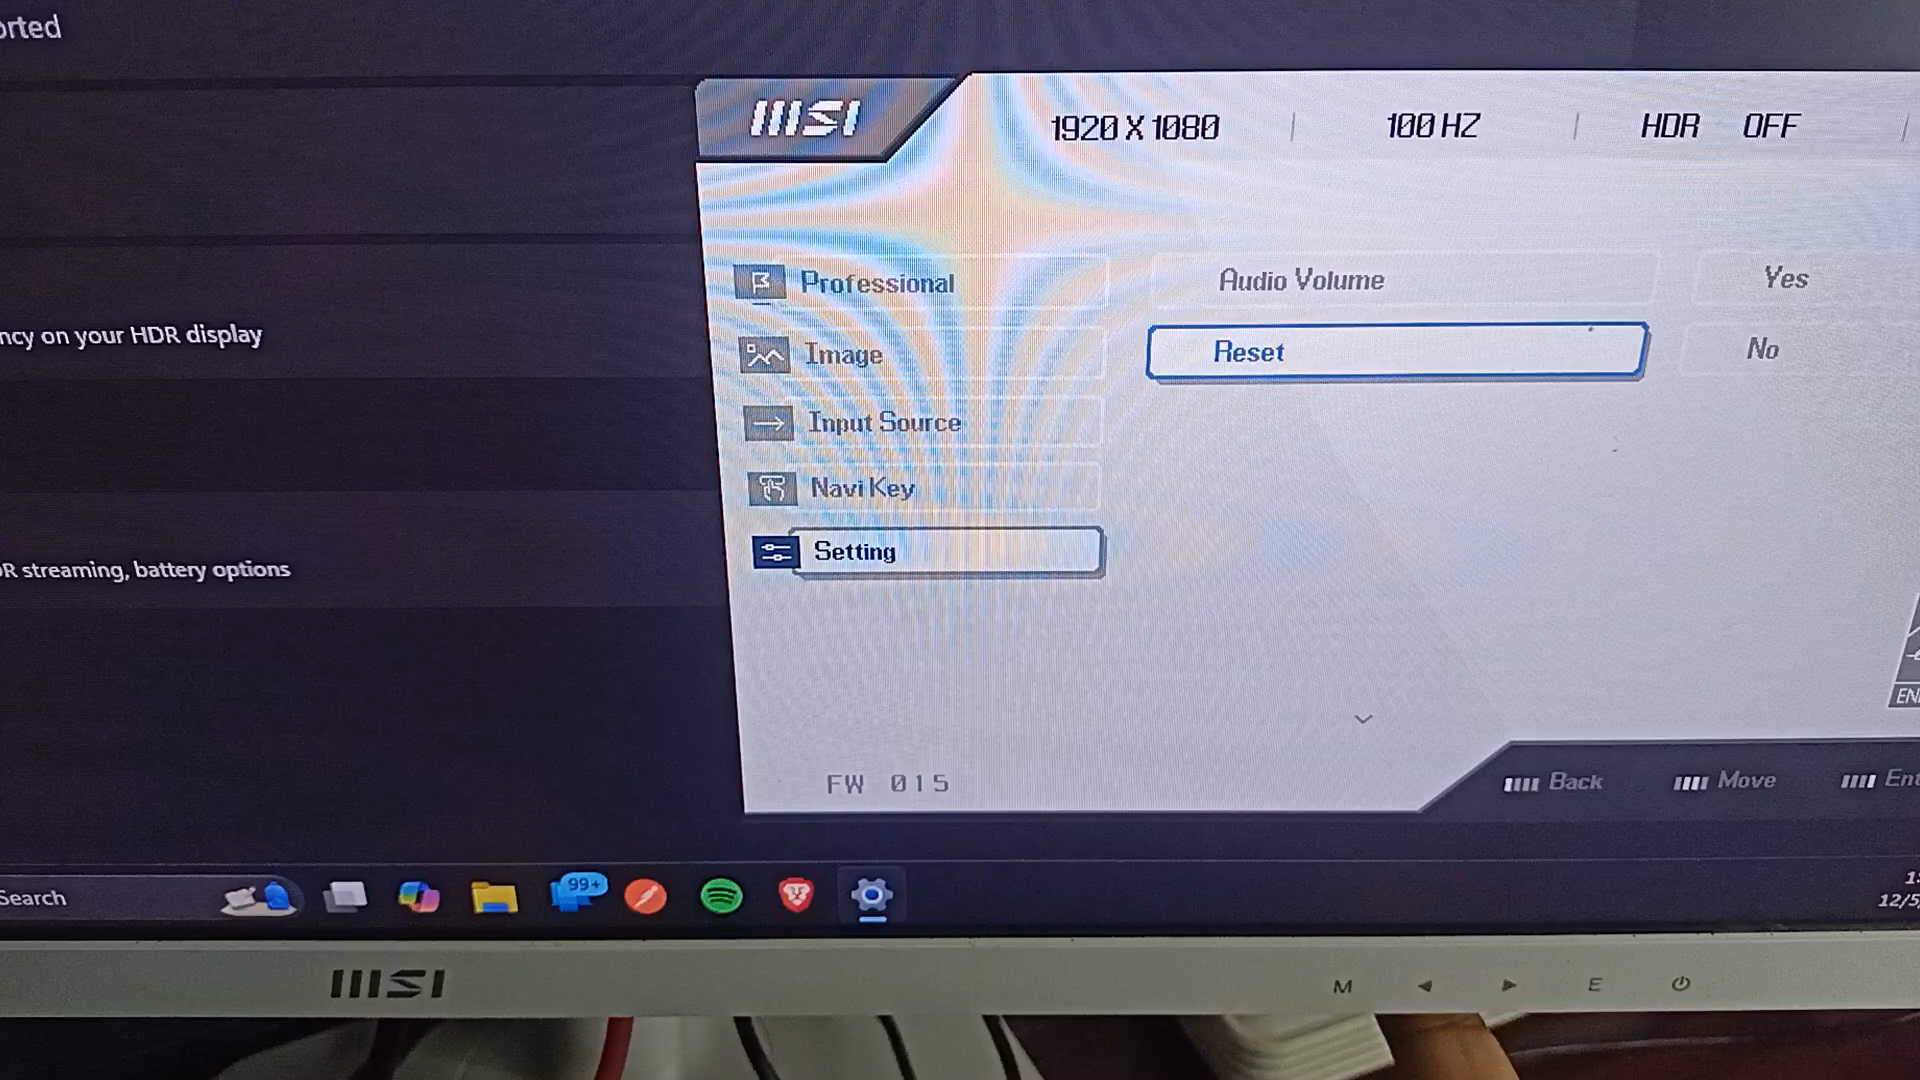 MSI
1920 X 1080
100 HZ
HDR OFF
Professional
Audio Volume
Yes
ncy on your HDR display
Image
Reset
No
Input Source
Navi Key
Setting
streaming, battery options
FW 015
Back
Move
Search
99+
12/5
MSI
M
E